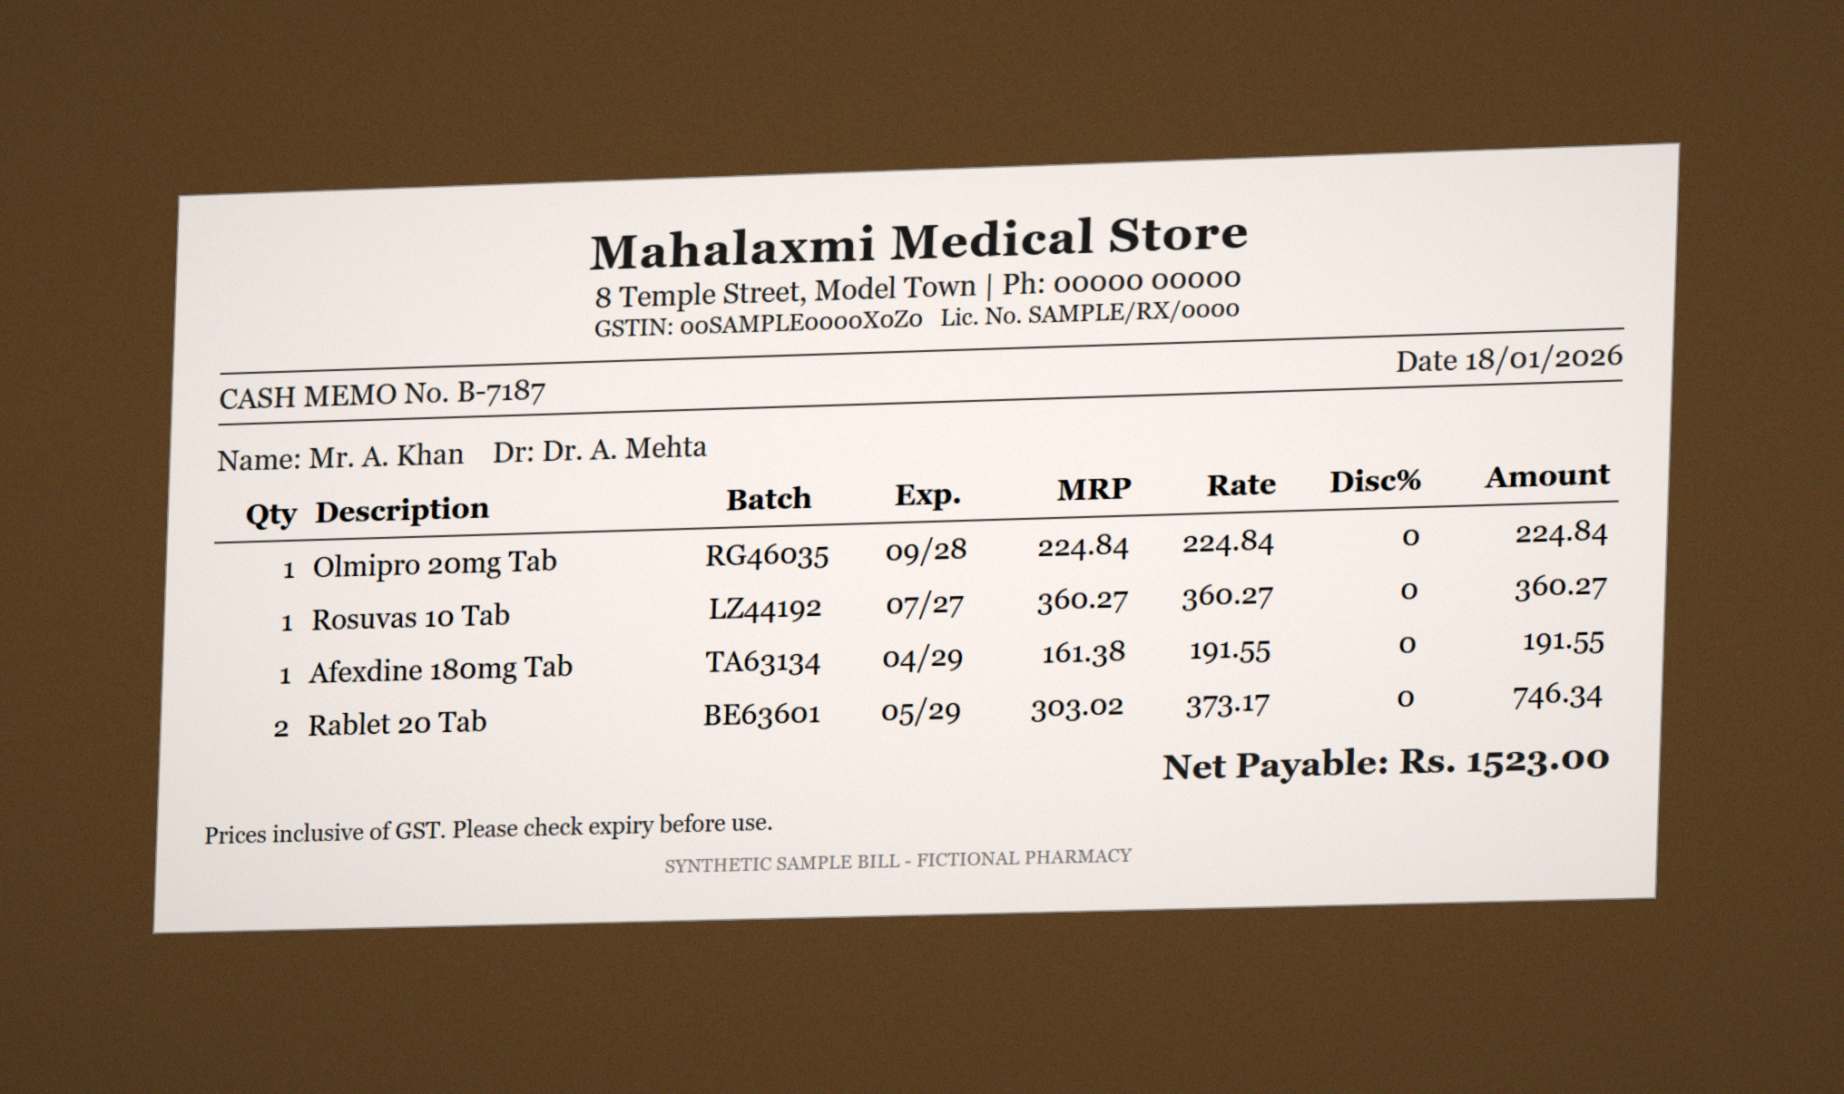 Mahalaxmi Medical Store
8 Temple Street, Model Town | Ph: 00000 00000
GSTIN: 00SAMPLE0000X0Z0 Lic. No. SAMPLE/RX/0000
CASH MEMO No. B-7187 Date 18/01/2026
Name: Mr. A. Khan Dr: Dr. A. Mehta
Qty Description Batch Exp. MRP Rate Disc% Amount
1 Olmipro 20mg Tab RG46035 09/28 224.84 224.84 0 224.84
1 Rosuvas 10 Tab LZ44192 07/27 360.27 360.27 0 360.27
1 Afexdine 180mg Tab TA63134 04/29 161.38 191.55 0 191.55
2 Rablet 20 Tab BE63601 05/29 303.02 373.17 0 746.34
Net Payable: Rs. 1523.00
Prices inclusive of GST. Please check expiry before use.
SYNTHETIC SAMPLE BILL - FICTIONAL PHARMACY